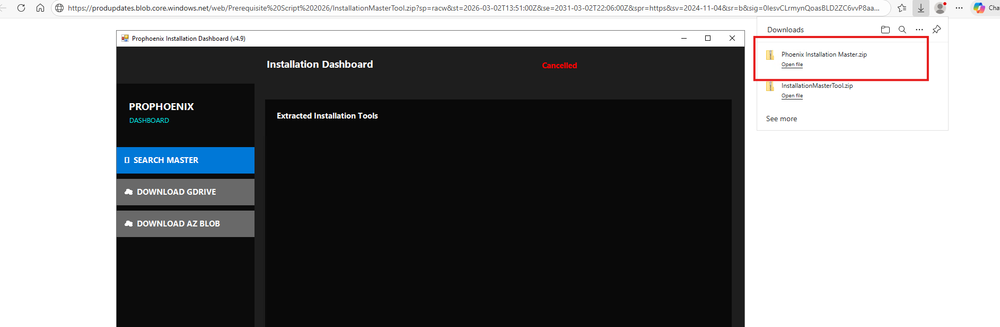 https://produpdates.blob.core.windows.net/web/Prerequisite%20Script%202026/InstallationMasterTool.zip?sp=racw&st=2026-03-02T13:51:00Z&se=2031-03-02T22:06:00Z&spr=https&sv=2024-11-04&sr=b&sig=0IesvCLrmynQoasBLD2ZC6vvP8aa...
Cha
Downloads
Phoenix Installation Master.zip
Open file
InstallationMasterTool.zip
Open file
See more
Prophoenix Installation Dashboard (v4.9)
Installation Dashboard
Cancelled
PROPHOENIX
DASHBOARD
SEARCH MASTER
DOWNLOAD GDRIVE
DOWNLOAD AZ BLOB
Extracted Installation Tools